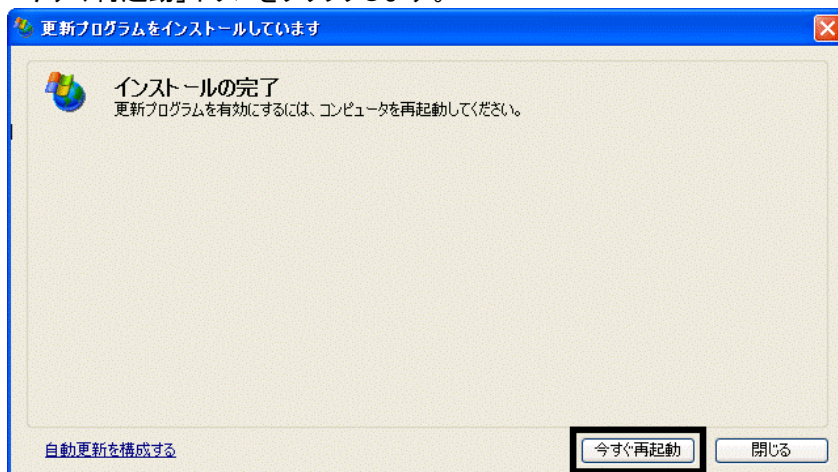 更新プログラムをインストールしています
インストールの完了
更新プログラムを有効にするには、コンピュータを再起動してください。
自動更新を構成する
今すぐ再起動
閉じる